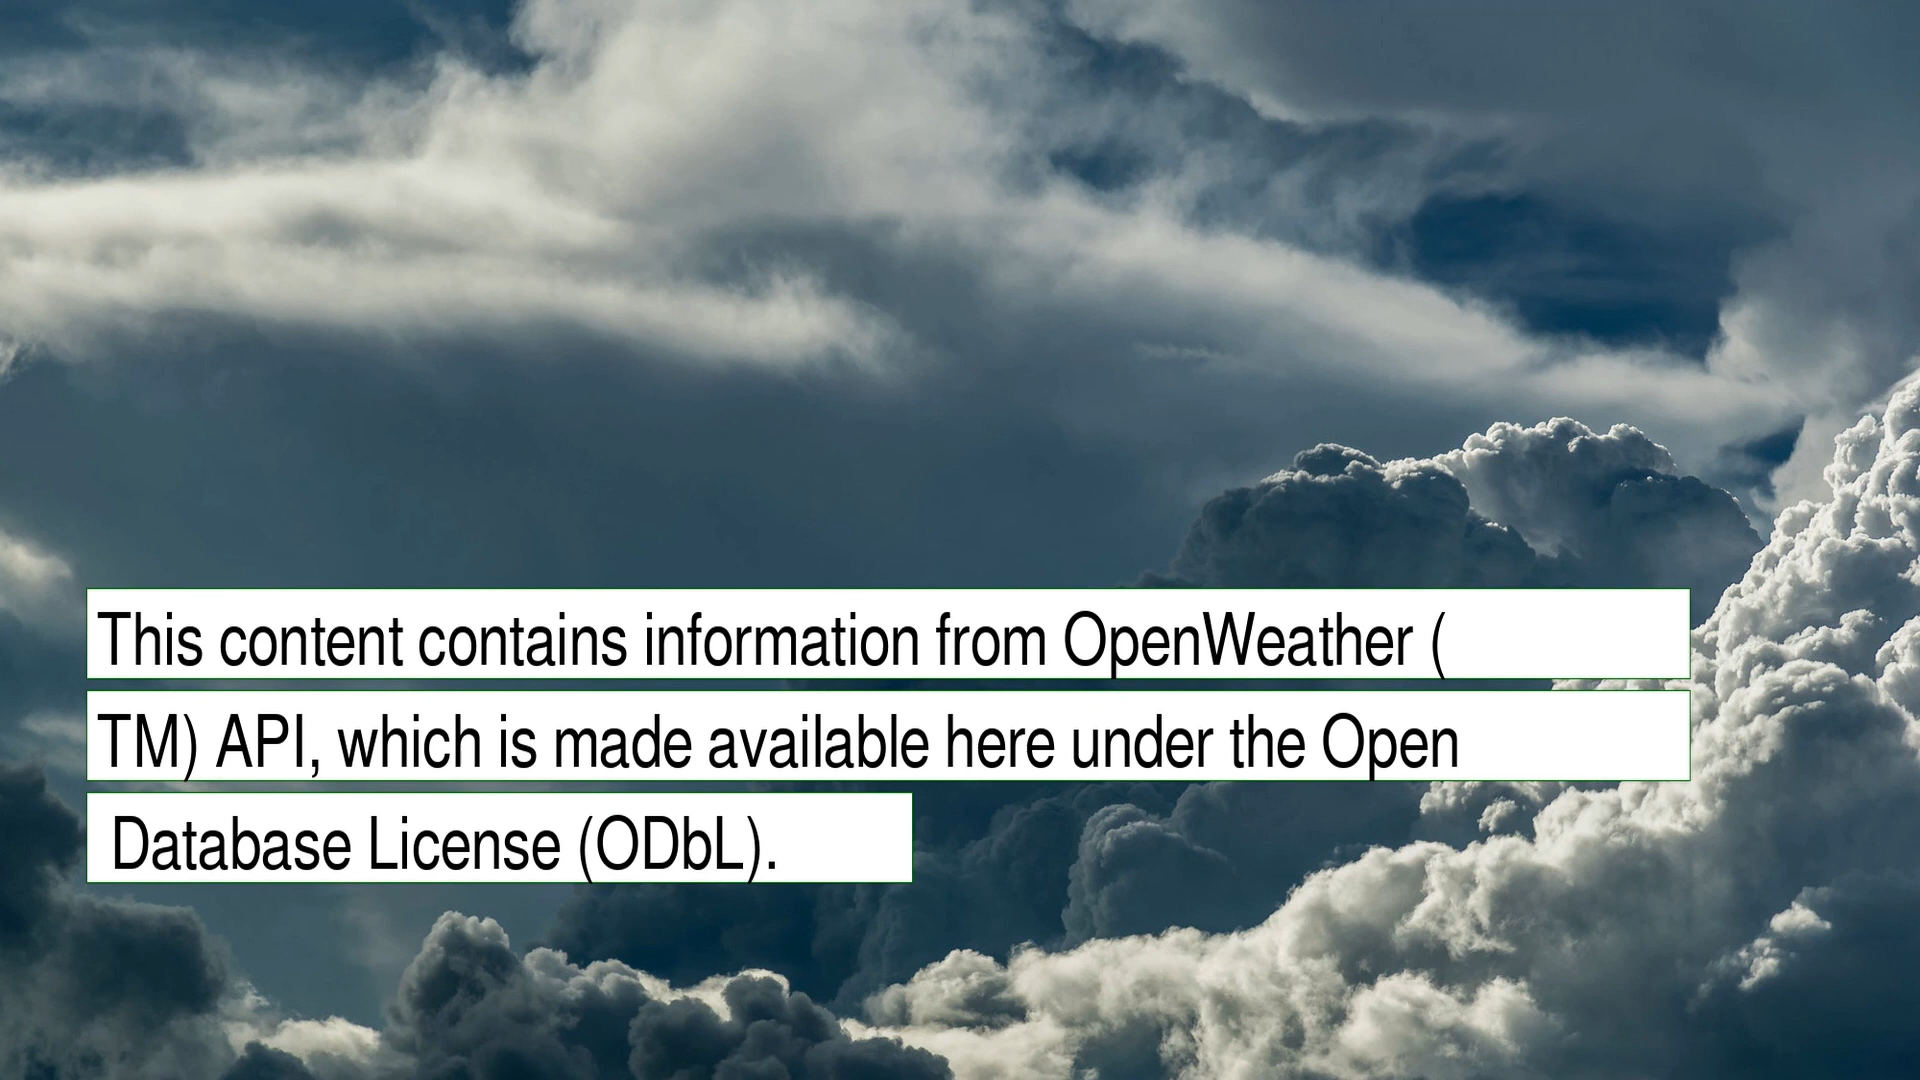 This content contains information from OpenWeather (
TM) API, which is made available here under the Open
Database License (ODbL).